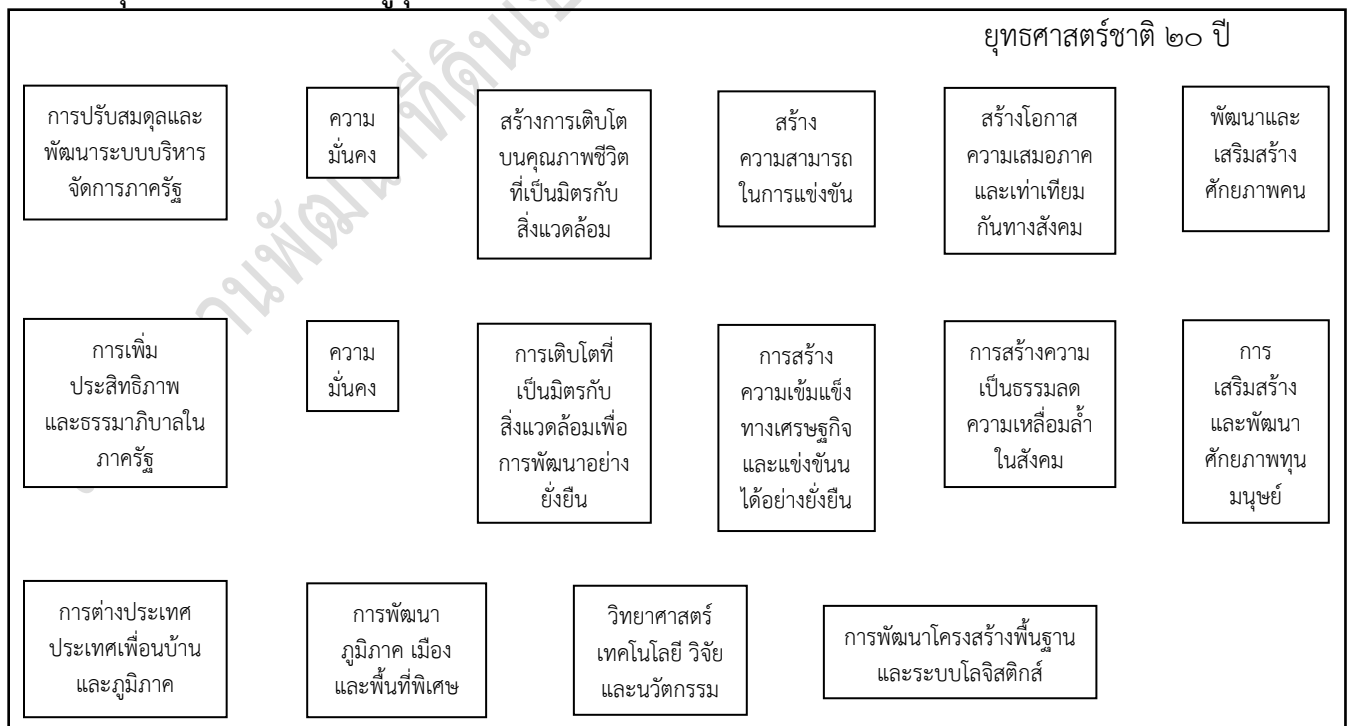 ยุทธศาสตร์ชาติ ๒๐ ปี
การปรับสมดุลและ
พัฒนาระบบบริหาร
จัดการภาครัฐ
ความ
มั่นคง
สร้างการเติบโต
บนคุณภาพชีวิต
ที่เป็นมิตรกับ
สิ่งแวดล้อม
สร้าง
ความสามารถ
ในการแข่งขัน
สร้างโอกาส
ความเสมอภาค
และเท่าเทียม
กันทางสังคม
พัฒนาและ
เสริมสร้าง
ศักยภาพคน
การเพิ่ม
ประสิทธิภาพ
และธรรมาภิบาลใน
ภาครัฐ
ความ
มั่นคง
การเติบโตที่
เป็นมิตรกับ
สิ่งแวดล้อมเพื่อ
การพัฒนาอย่าง
ยั่งยืน
การสร้าง
ความเข้มแข็ง
ทางเศรษฐกิจ
และแข่งขันน
ได้อย่างยั่งยืน
การสร้างความ
เป็นธรรมลด
ความเหลื่อมล้ำ
ในสังคม
การ
เสริมสร้าง
และพัฒนา
ศักยภาพทุน
มนุษย์
การต่างประเทศ
ประเทศเพื่อนบ้าน
และภูมิภาค
การพัฒนา
ภูมิภาค เมือง
และพื้นที่พิเศษ
วิทยาศาสตร์
เทคโนโลยี วิจัย
และนวัตกรรม
การพัฒนาโครงสร้างพื้นฐาน
และระบบโลจิสติกส์